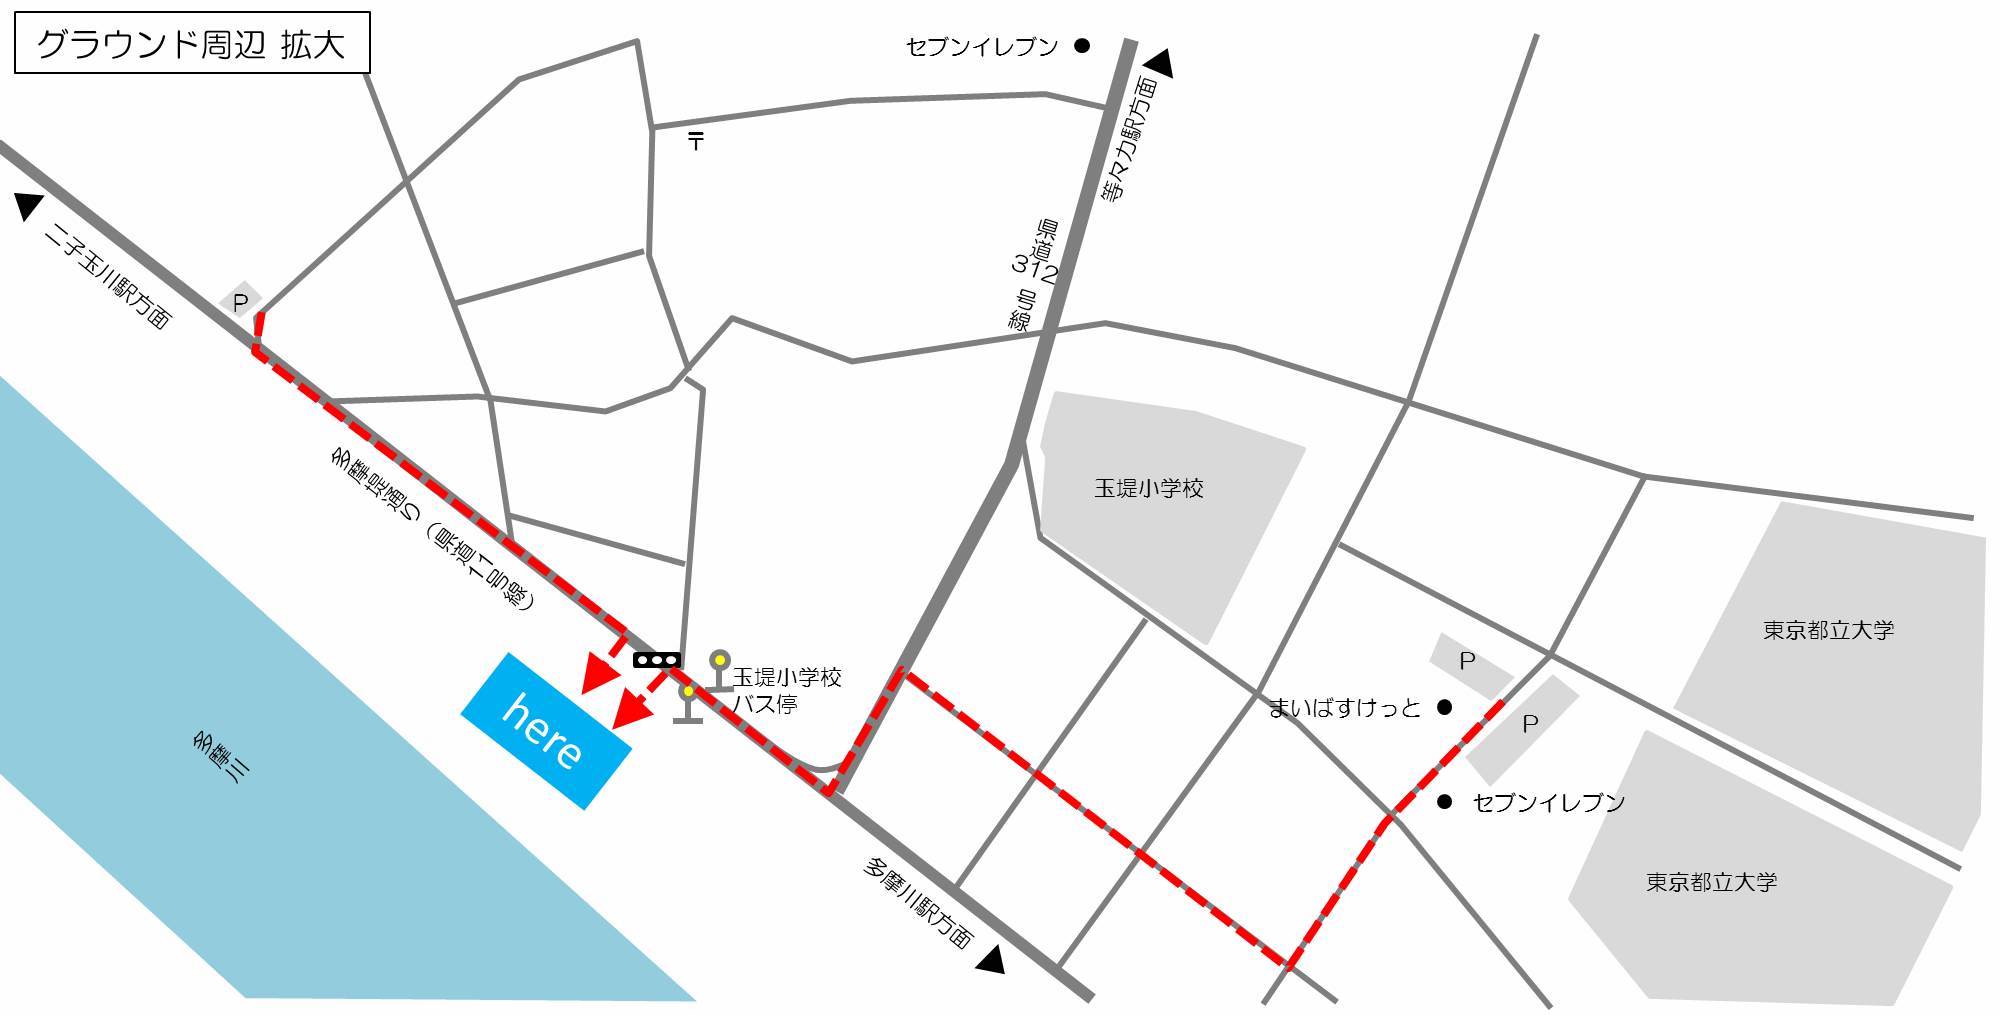 グラウンド周辺 拡大
セブンイレブン
等々力駅方面
〒
県道
312
号線
二子玉川駅方面
P
多摩堤通り（県道11号線）
玉堤小学校
東京都立大学
P
玉堤小学校
バス停
まいばすけっと
P
here
多摩川
セブンイレブン
東京都立大学
多摩川駅方面